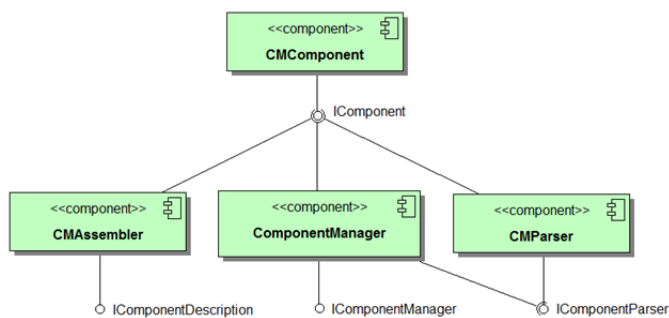 <<component>>
CMComponent
IComponent
<<component>>
CMAssembler
<<component>>
ComponentManager
<<component>>
CMParser
IComponentDescription
IComponentManager
IComponentParser